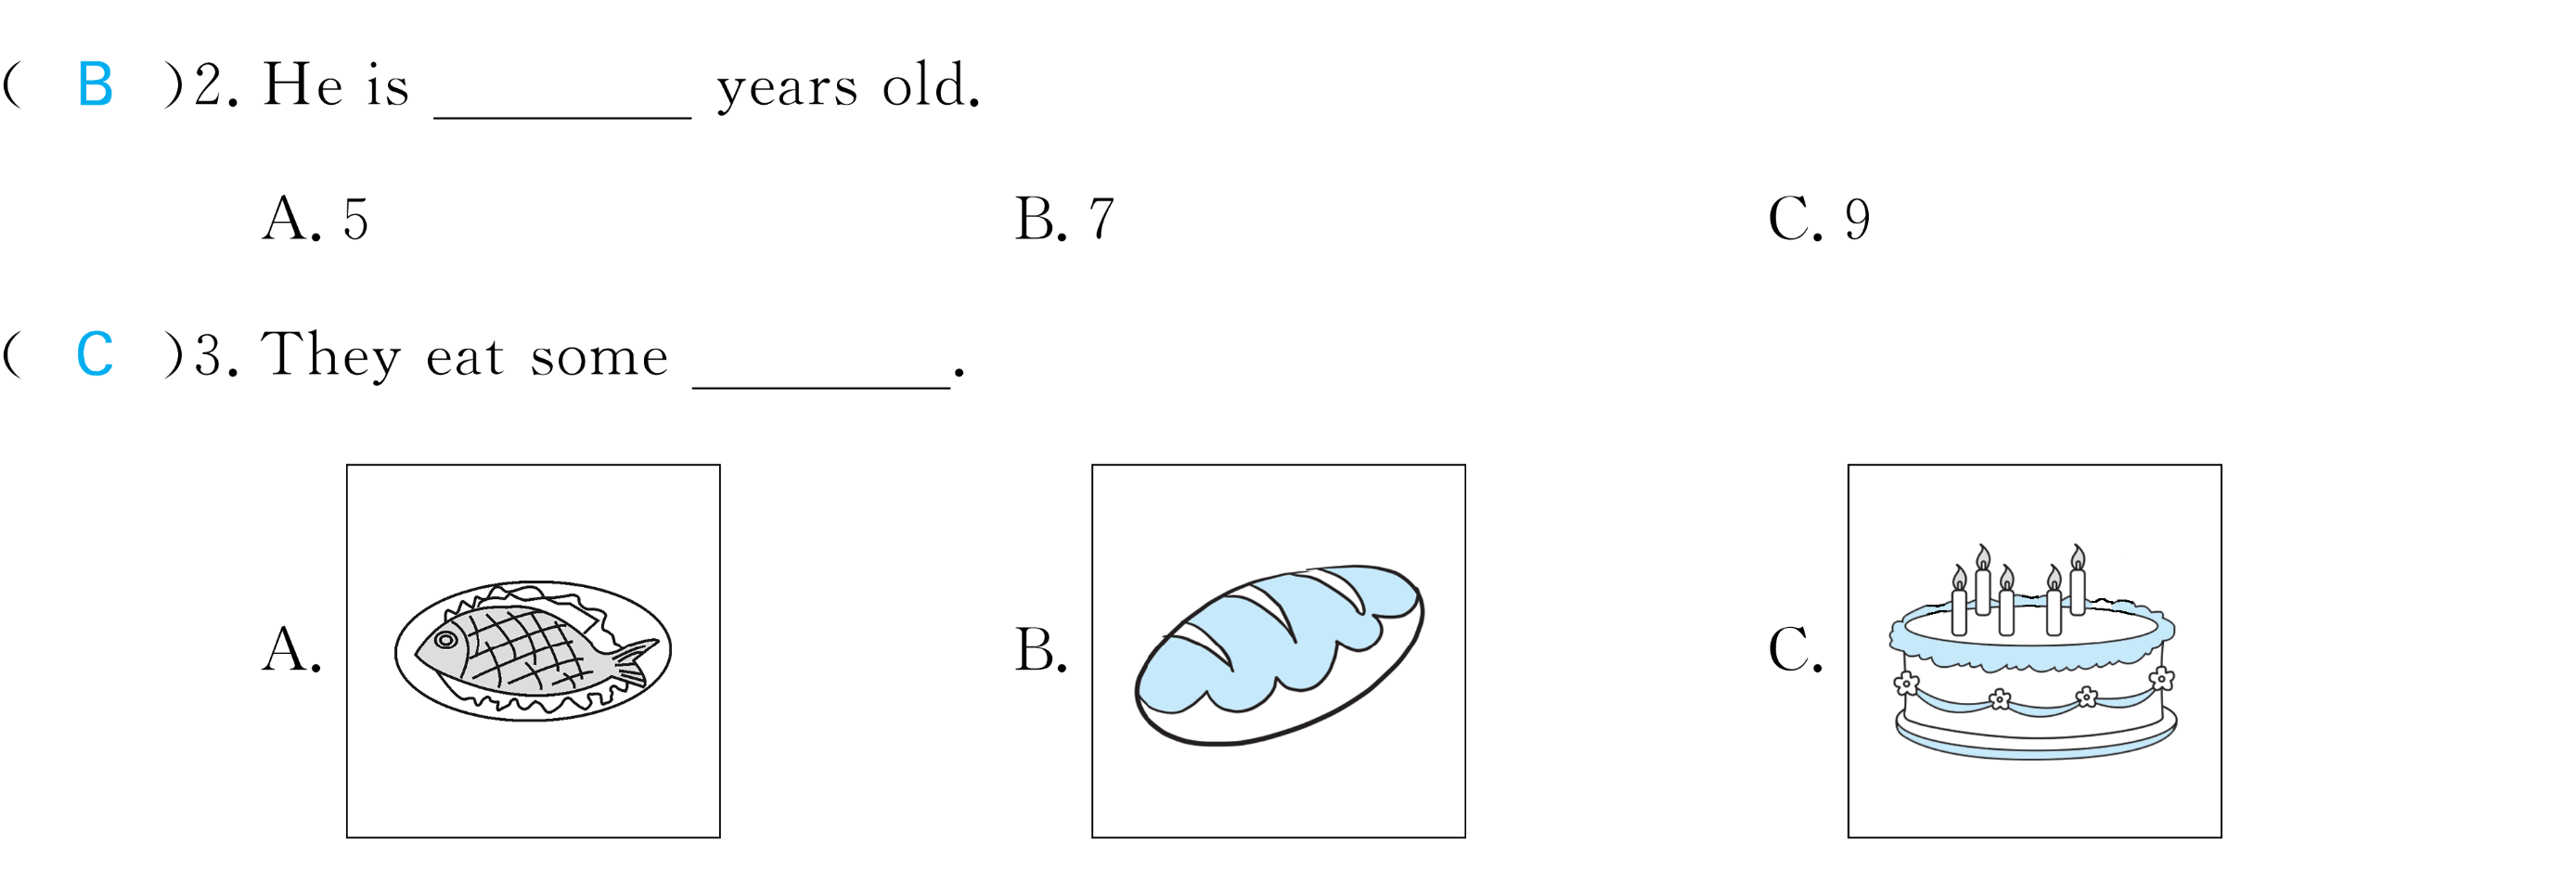 ( B )2. He is ________ years old.
A. 5 B. 7 C. 9
( C )3. They eat some ________.
A. B. C.